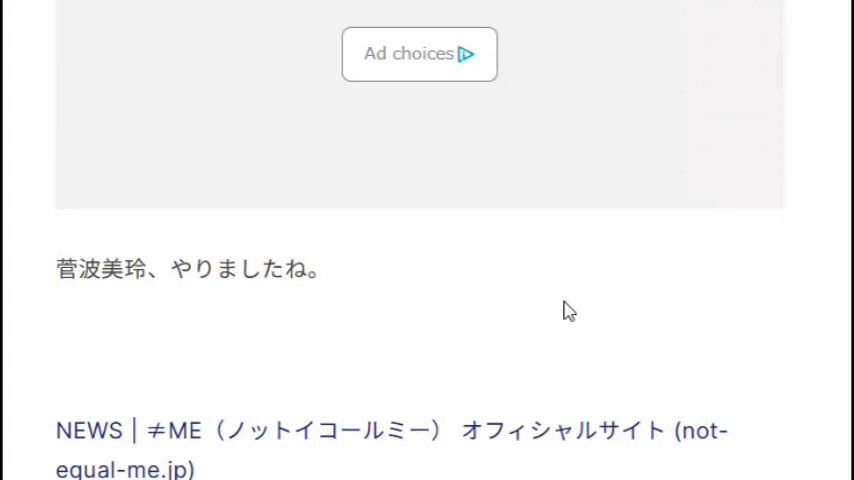 Ad choices
菅波美玲、やりましたね。
NEWS | ≠ME（ノットイコールミー） オフィシャルサイト (not-
equal-me.jp)